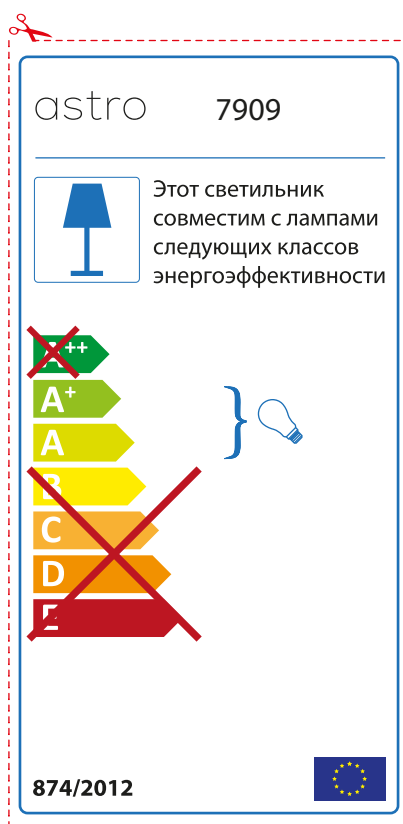 astro 7909
Этот светильник
совместим с лампами
следующих классов
энергоэффективности
A++
A+
A
B
C
D
E
874/2012